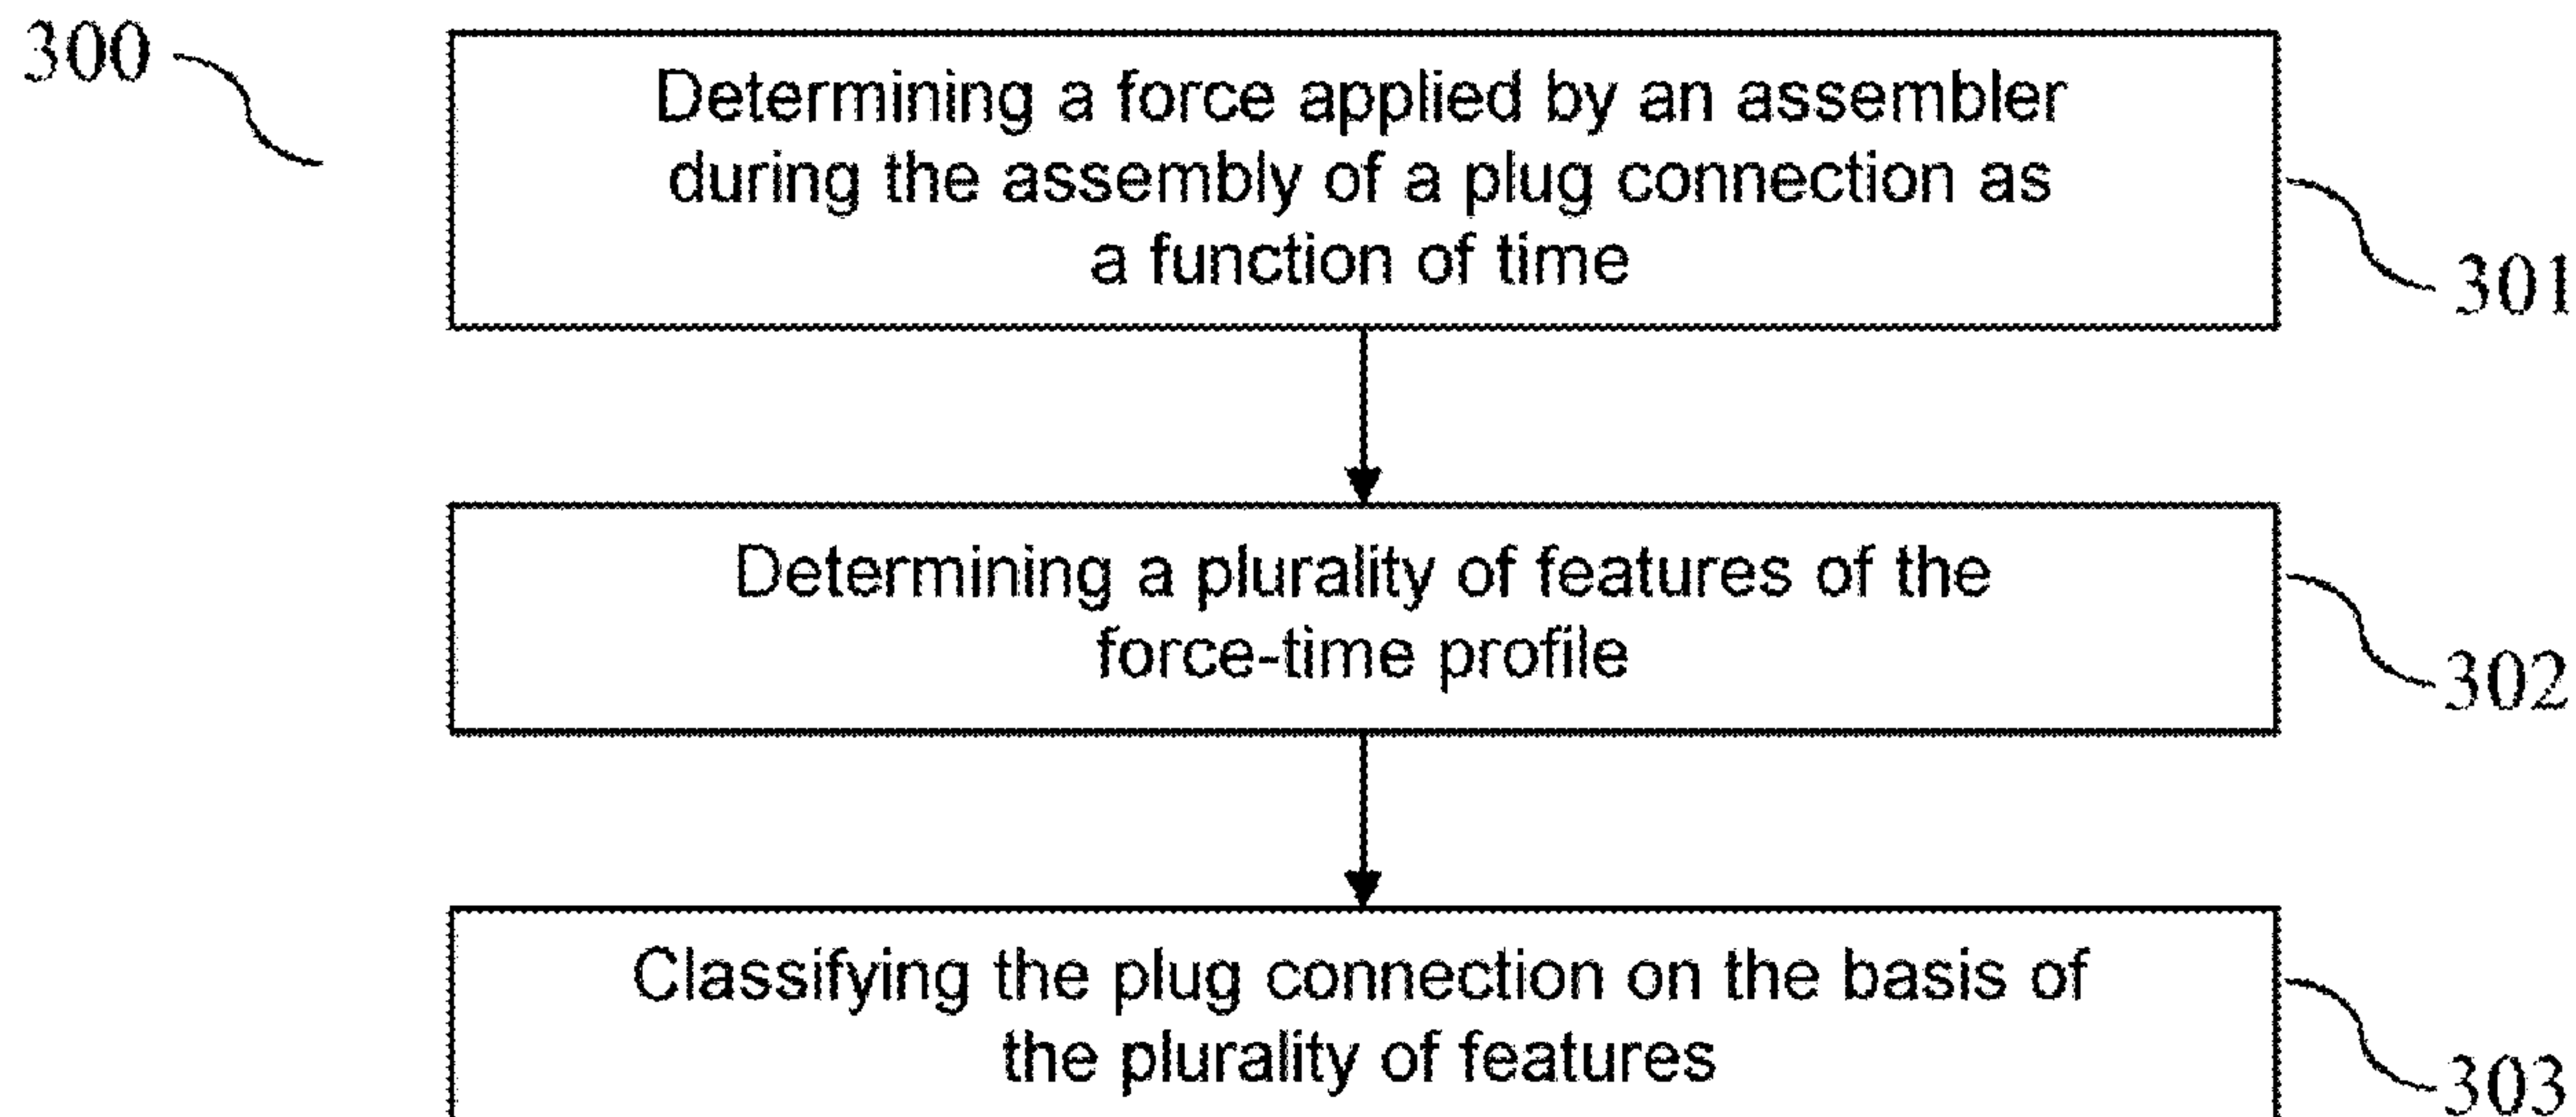 300
Determining a force applied by an assembler
during the assembly of a plug connection as
a function of time
301
Determining a plurality of features of the
force-time profile
302
Classifying the plug connection on the basis of
the plurality of features
303